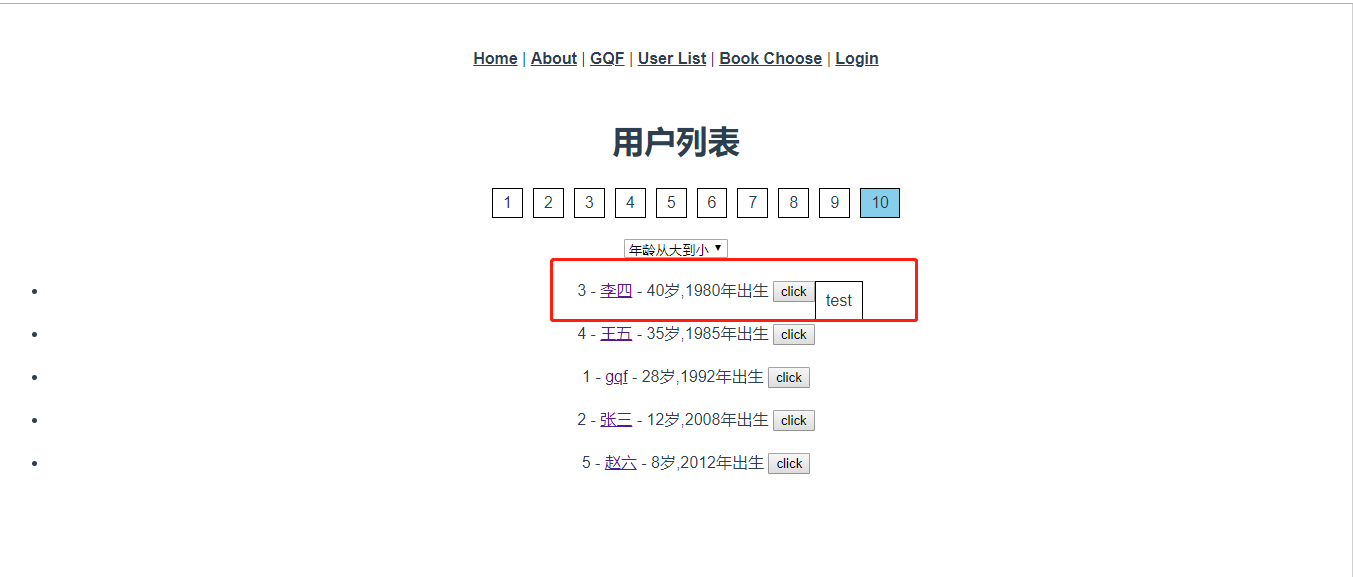 Home | About | GQF | User List | Book Choose | Login
用户列表
1 2 3 4 5 6 7 8 9 10
年龄从大到小
3 - 李四 - 40岁,1980年出生 click test
4 - 王五 - 35岁,1985年出生 click
1 - gqf - 28岁,1992年出生 click
2 - 张三 - 12岁,2008年出生 click
5 - 赵六 - 8岁,2012年出生 click